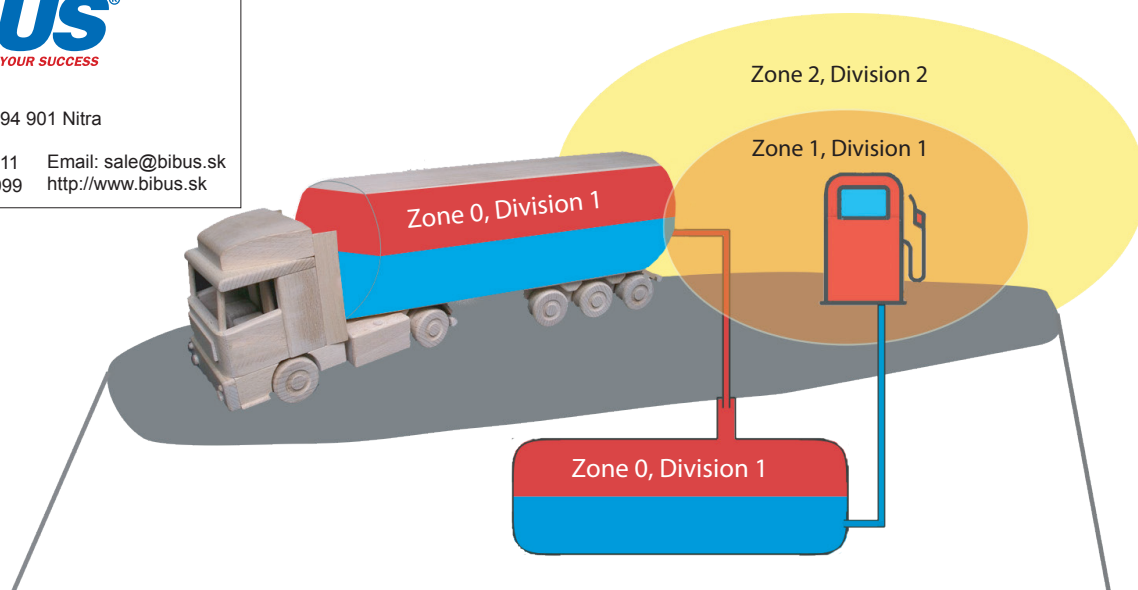 US®
YOUR SUCCESS
94 901 Nitra
11 Email: sale@bibus.sk
099 http://www.bibus.sk
Zone 2, Division 2
Zone 1, Division 1
Zone 0, Division 1
Zone 0, Division 1